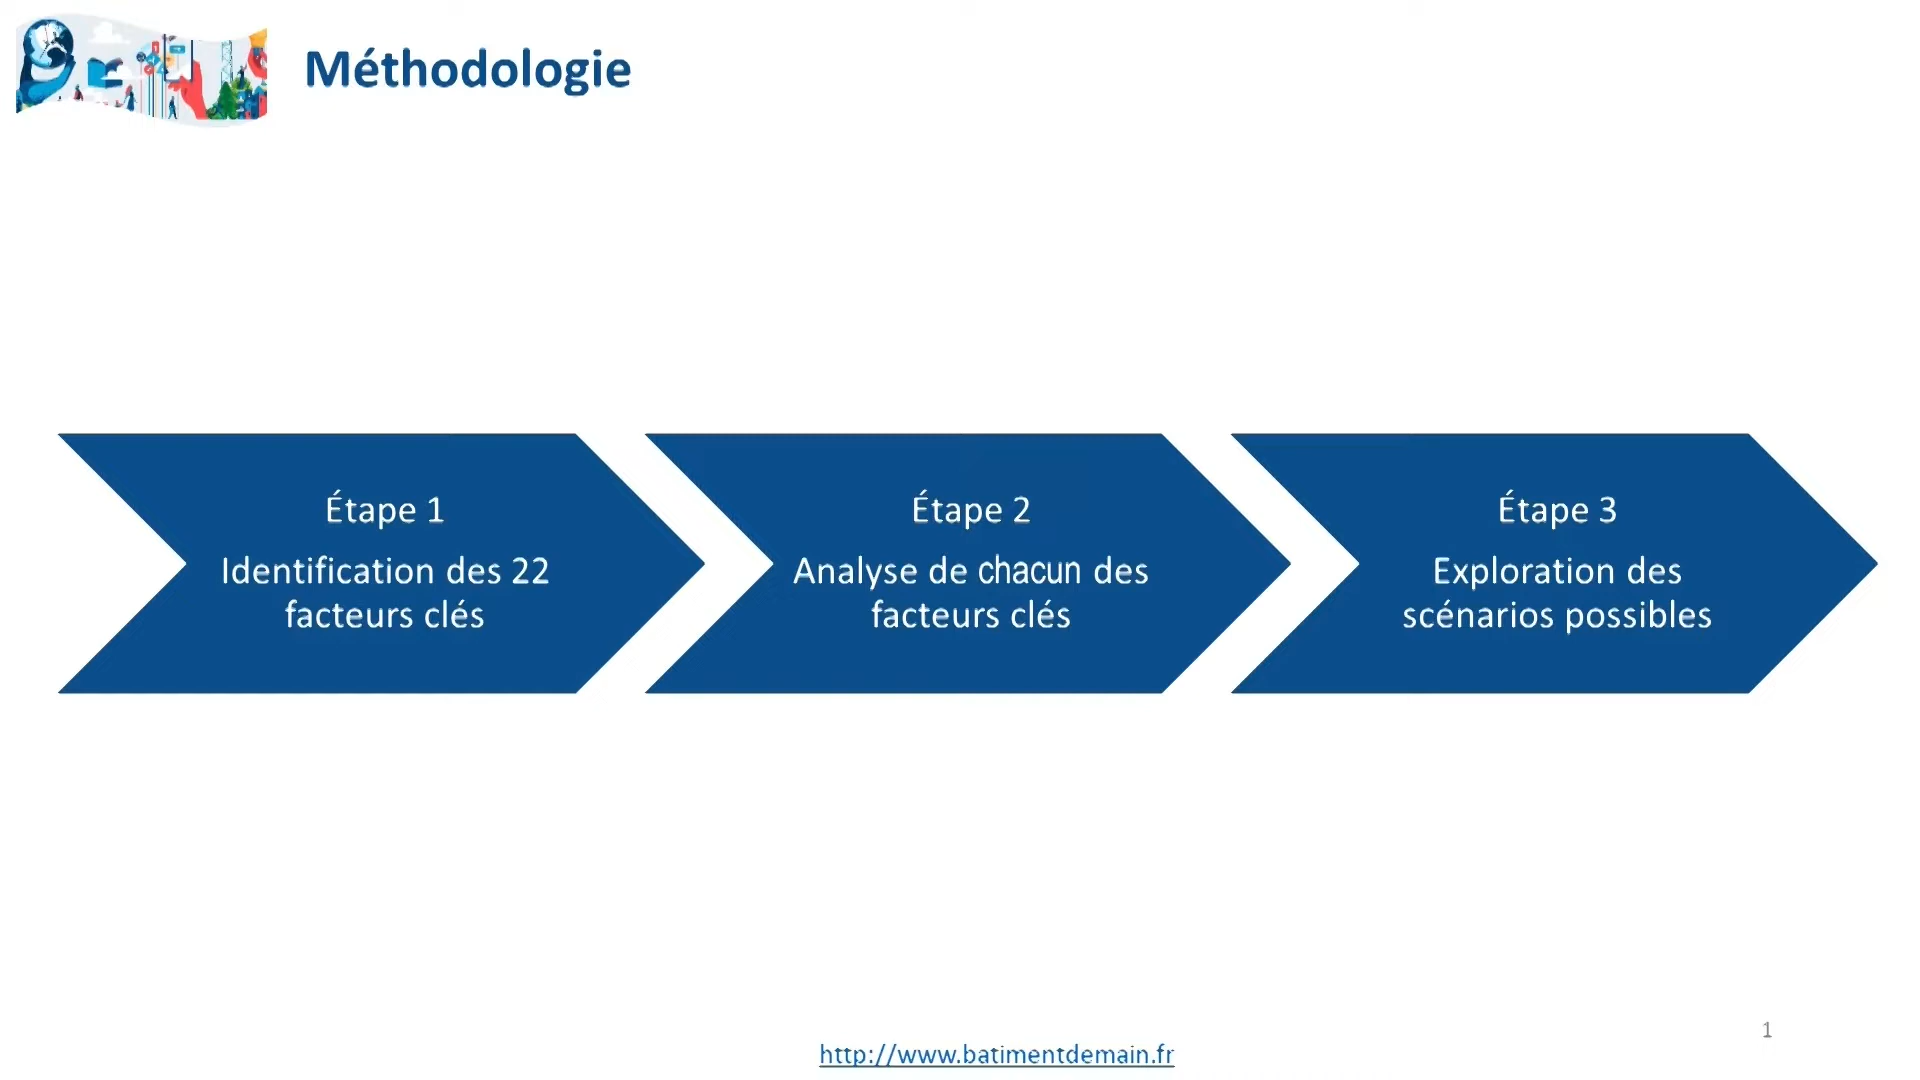 Méthodologie
Étape 1
Identification des 22
facteurs clés
Étape 2
Analyse de chacun des
facteurs clés
Étape 3
Exploration des
scénarios possibles
1
http://www.batimentdemain.fr